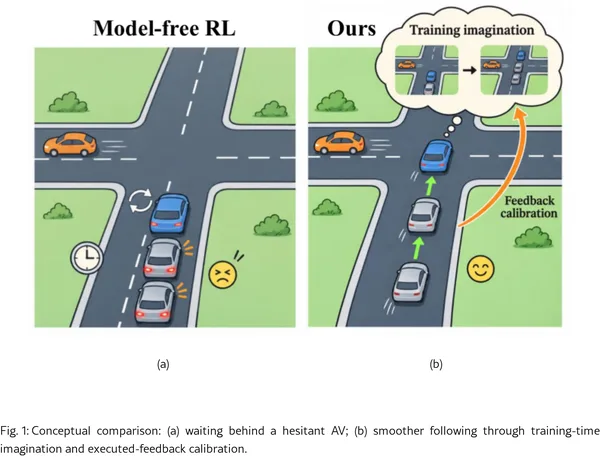 Model-free RL
Ours
Training imagination
Feedback
calibration
(a)
(b)
Fig. 1: Conceptual comparison: (a) waiting behind a hesitant AV; (b) smoother following through training-time
imagination and executed-feedback calibration.